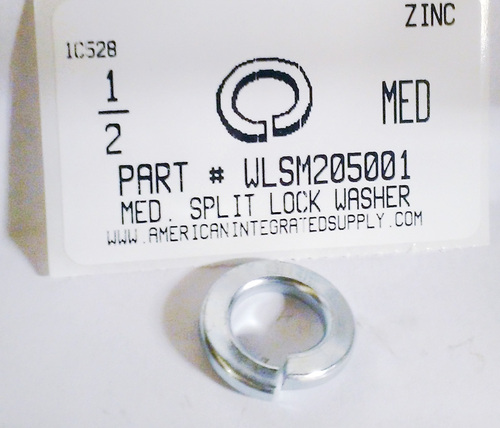 ZINC
1C528
1
2
MED
PART # WLSM205001
MED. SPLIT LOCK WASHER
WWW.AMERICANINTEGRATEDSUPPLY.COM